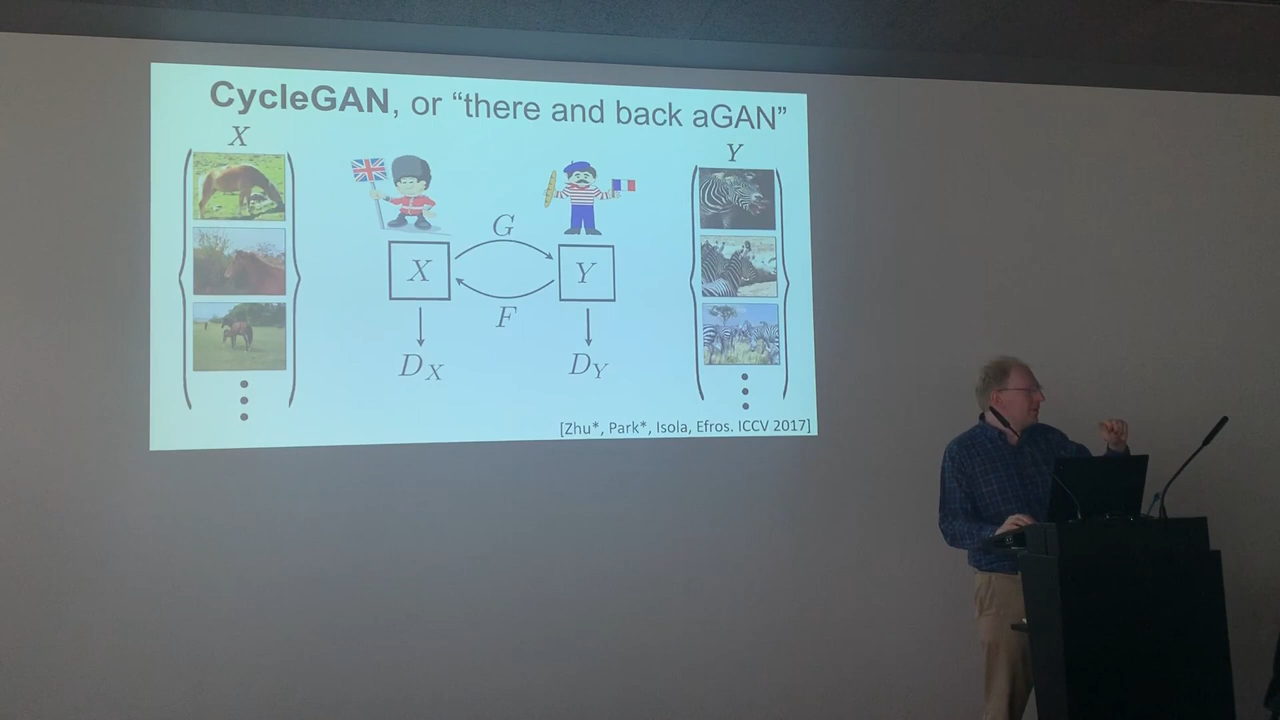 CycleGAN, or “there and back aGAN”
X
Y
G
X
Y
F
D_X
D_Y
[Zhu*, Park*, Isola, Efros. ICCV 2017]